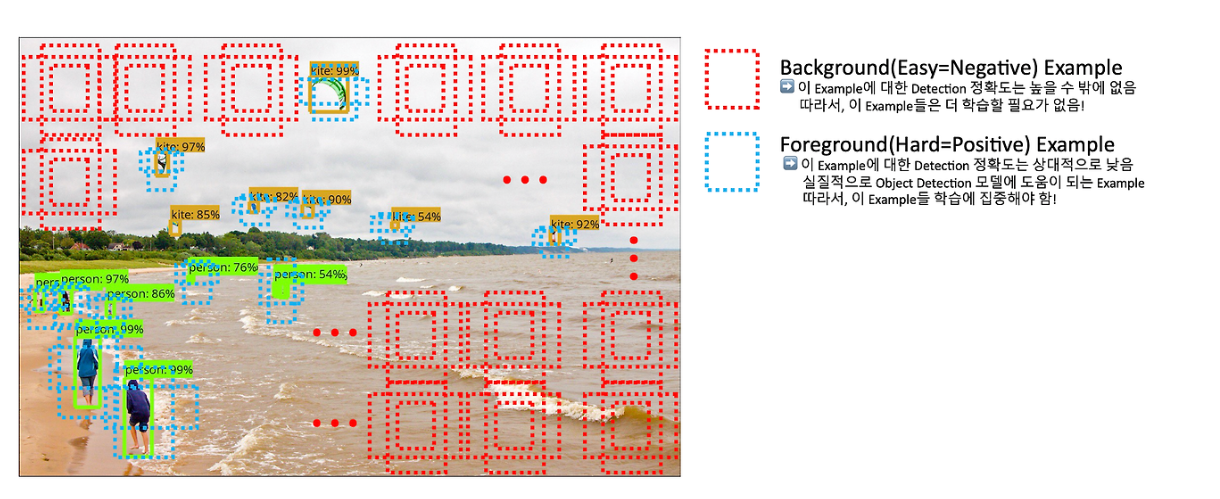 kite: 99%
kite: 97%
kite: 82%
kite: 90%
kite: 85%
kite: 54%
kite: 92%
person: 76%
person: 54%
person: 97%
person: 86%
person: 99%
person: 99%
Background(Easy=Negative) Example
➡ 이 Example에 대한 Detection 정확도는 높을 수 밖에 없음
따라서, 이 Example들은 더 학습할 필요가 없음!
Foreground(Hard=Positive) Example
➡ 이 Example에 대한 Detection 정확도는 상대적으로 낮음
실질적으로 Object Detection 모델에 도움이 되는 Example
따라서, 이 Example들 학습에 집중해야 함!